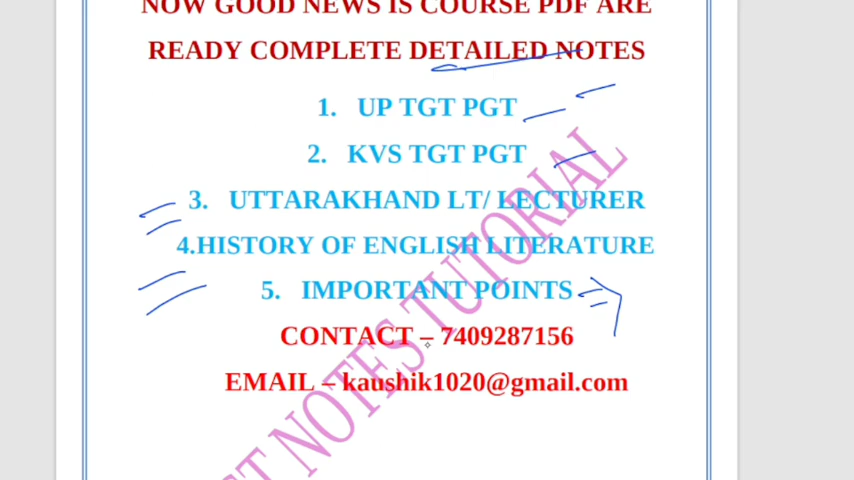 NOW GOOD NEWS IS COURSE PDF ARE
READY COMPLETE DETAILED NOTES
1. UP TGT PGT
2. KVS TGT PGT
3. UTTARAKHAND LT/ LECTURER
4.HISTORY OF ENGLISH LITERATURE
5. IMPORTANT POINTS
CONTACT – 7409287156
EMAIL – kaushik1020@gmail.com
NOTES TUTORIAL